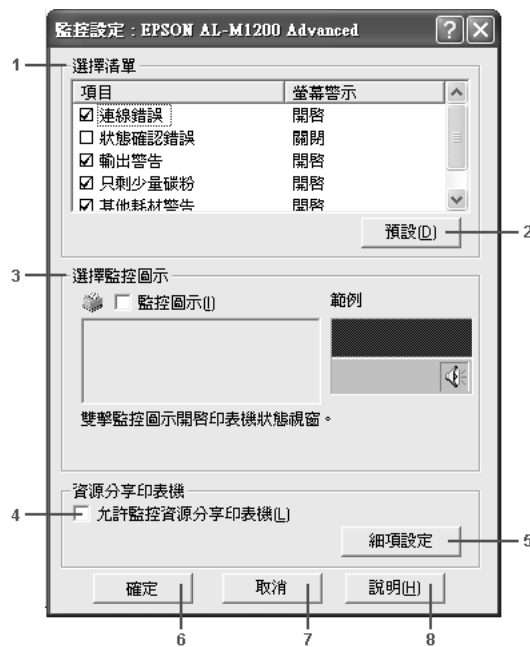 監控設定：EPSON AL-M1200 Advanced
1
選擇清單
項目 螢幕警示
連線錯誤 開啓
狀態確認錯誤 關閉
輸出警告 開啓
只剩少量碳粉 開啓
其他耗材警告 開啓
預設(D)
2
3
選擇監控圖示
監控圖示(I)
範例
雙擊監控圖示開啓印表機狀態視窗。
資源分享印表機
4
允許監控資源分享印表機(L)
細項設定
5
確定 取消 說明(H)
6 7 8